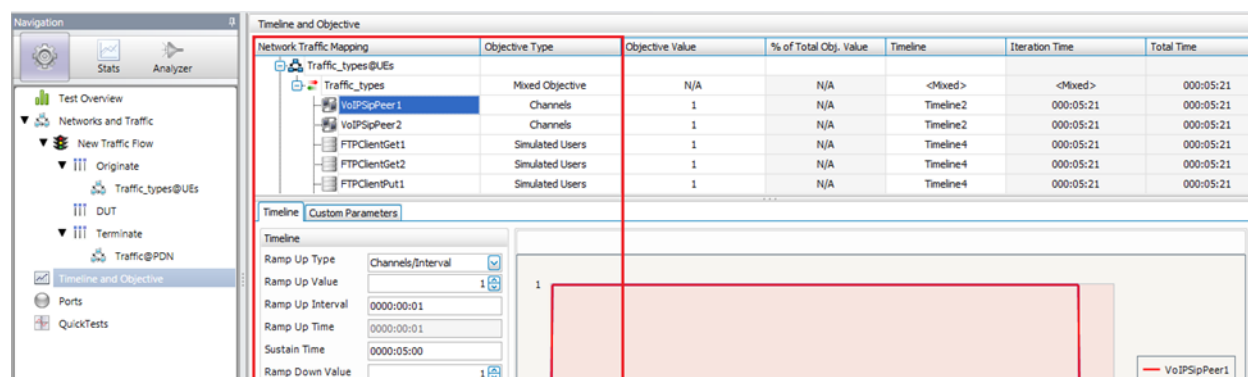 Navigation
Stats
Analyzer
Test Overview
Networks and Traffic
New Traffic Flow
Originate
Traffic_types@UEs
DUT
Terminate
Traffic@PDN
Timeline and Objective
Ports
QuickTests
Timeline and Objective
Network Traffic Mapping Objective Type Objective Value % of Total Obj. Value Timeline Iteration Time Total Time
Traffic_types@UEs
Traffic_types Mixed Objective N/A N/A <Mixed> <Mixed> 000:05:21
VoIPSipPeer1 Channels 1 N/A Timeline2 000:05:21 000:05:21
VoIPSipPeer2 Channels 1 N/A Timeline2 000:05:21 000:05:21
FTPClientGet1 Simulated Users 1 N/A Timeline4 000:05:21 000:05:21
FTPClientGet2 Simulated Users 1 N/A Timeline4 000:05:21 000:05:21
FTPClientPut1 Simulated Users 1 N/A Timeline4 000:05:21 000:05:21
Timeline Custom Parameters
Timeline
Ramp Up Type Channels/Interval
Ramp Up Value 1
Ramp Up Interval 0000:00:01
Ramp Up Time 0000:00:01
Sustain Time 0000:05:00
Ramp Down Value 1
1
VoIPSipPeer1